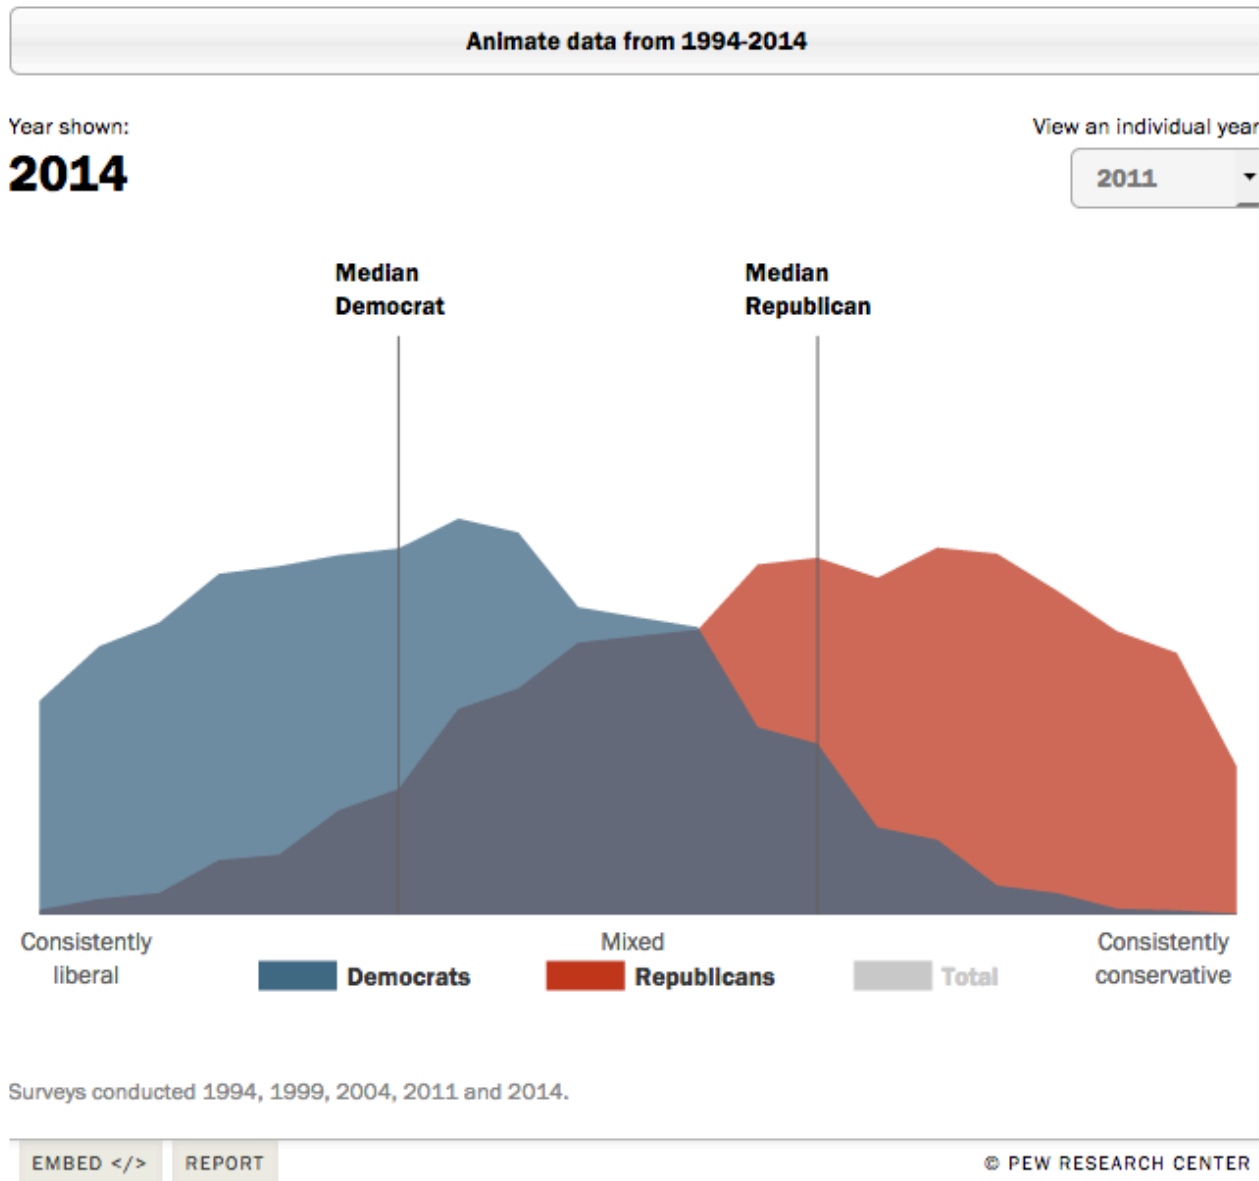 Animate data from 1994-2014
Year shown:
View an individual year
2014
2011
Median
Democrat
Median
Republican
Consistently
liberal
Mixed
Consistently
conservative
Democrats
Republicans
Total
Surveys conducted 1994, 1999, 2004, 2011 and 2014.
EMBED </>
REPORT
© PEW RESEARCH CENTER